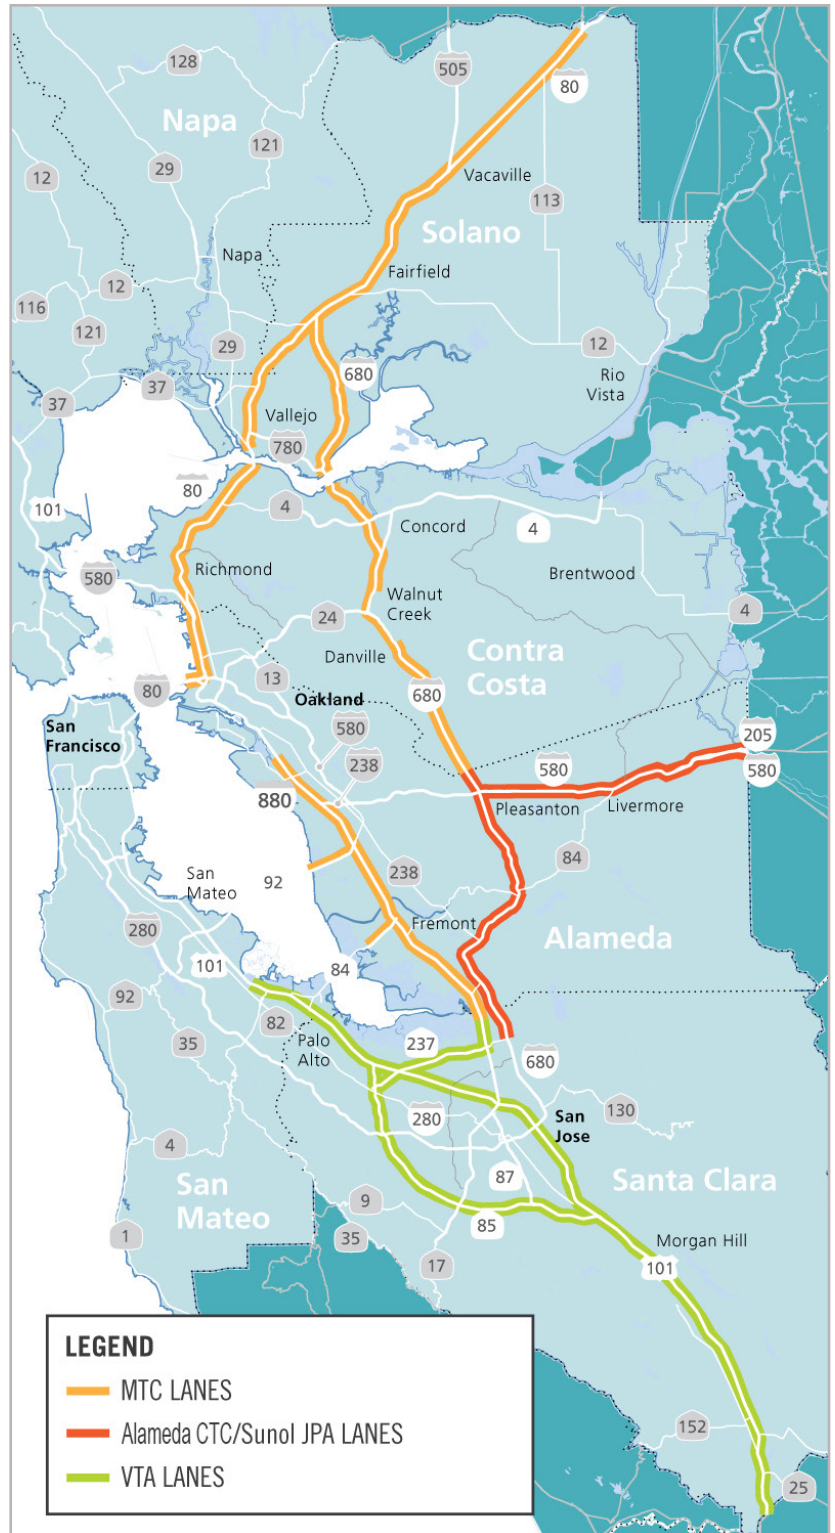 128
505
80
Napa
121
29
12
Vacaville
113
Solano
Napa
Fairfield
12
116
121
29
12
680
Rio
Vista
37
37
Vallejo
780
80
101
4
Concord
4
Richmond
580
Brentwood
Walnut
Creek
4
24
Danville
Contra
Costa
13
680
80
Oakland
San
Francisco
580
205
238
580
580
880
Pleasanton
Livermore
84
San
Mateo
92
238
Fremont
280
Alameda
101
84
92
82
35
Palo
Alto
237
680
280
San
Jose
130
4
87
San
Mateo
Santa Clara
9
85
1
35
Morgan Hill
17
101
LEGEND
MTC LANES
Alameda CTC/Sunol JPA LANES
VTA LANES
152
25